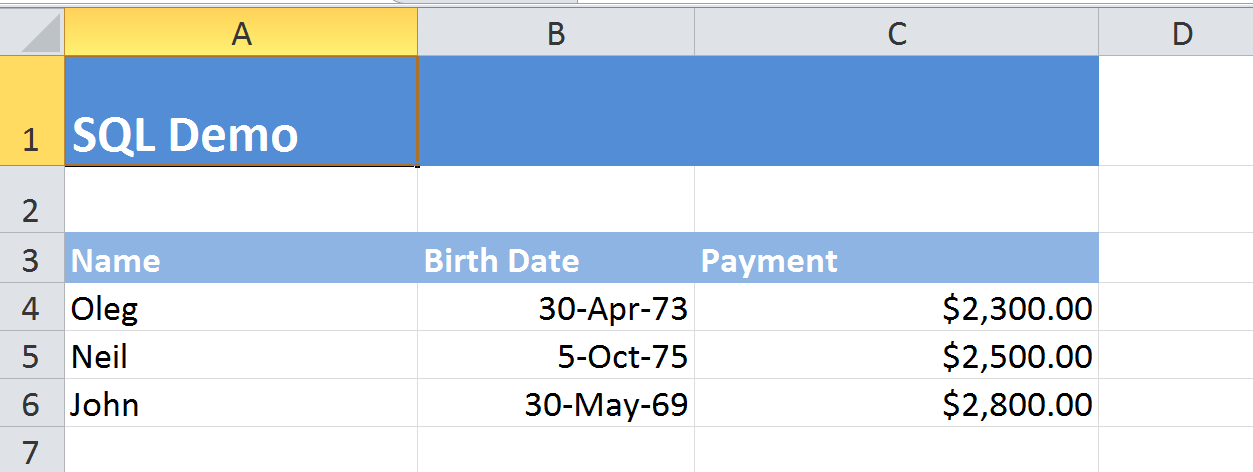 A B C D
1 SQL Demo
2
3 Name Birth Date Payment
4 Oleg 30-Apr-73 $2,300.00
5 Neil 5-Oct-75 $2,500.00
6 John 30-May-69 $2,800.00
7